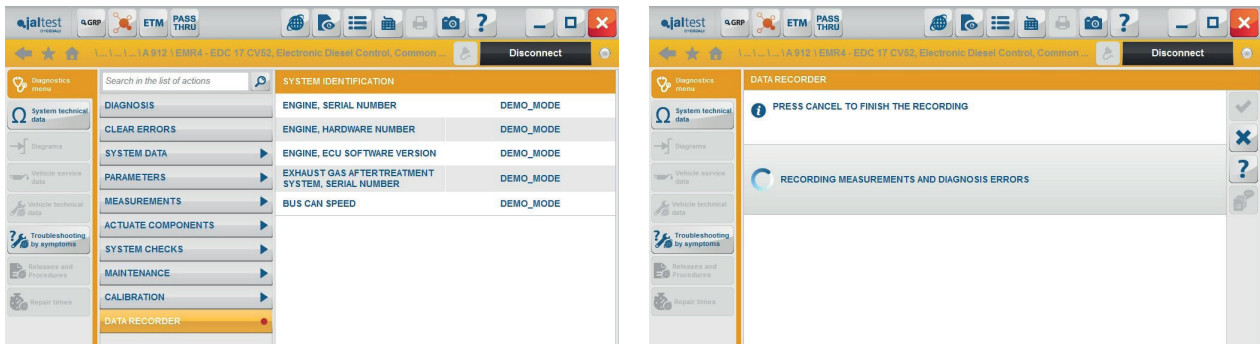 jaltest
GRP
ETM
PASS
THRU
?
\...\...\...\A 912 \ EMR4 - EDC 17 CV52, Electronic Diesel Control, Common ...
Disconnect
Diagnostics
menu
System technical
data
Diagrams
Vehicle service
data
Vehicle technical
data
Troubleshooting
by symptoms
Releases and
Procedures
Repair times
Search in the list of actions
DIAGNOSIS
CLEAR ERRORS
SYSTEM DATA
PARAMETERS
MEASUREMENTS
ACTUATE COMPONENTS
SYSTEM CHECKS
MAINTENANCE
CALIBRATION
DATA RECORDER
SYSTEM IDENTIFICATION
ENGINE, SERIAL NUMBER DEMO_MODE
ENGINE, HARDWARE NUMBER DEMO_MODE
ENGINE, ECU SOFTWARE VERSION DEMO_MODE
EXHAUST GAS AFTERTREATMENT
SYSTEM, SERIAL NUMBER DEMO_MODE
BUS CAN SPEED DEMO_MODE
jaltest
GRP
ETM
PASS
THRU
?
\...\...\...\A 912 \ EMR4 - EDC 17 CV52, Electronic Diesel Control, Common ...
Disconnect
Diagnostics
menu
System technical
data
Diagrams
Vehicle service
data
Vehicle technical
data
Troubleshooting
by symptoms
Releases and
Procedures
Repair times
DATA RECORDER
PRESS CANCEL TO FINISH THE RECORDING
RECORDING MEASUREMENTS AND DIAGNOSIS ERRORS
?